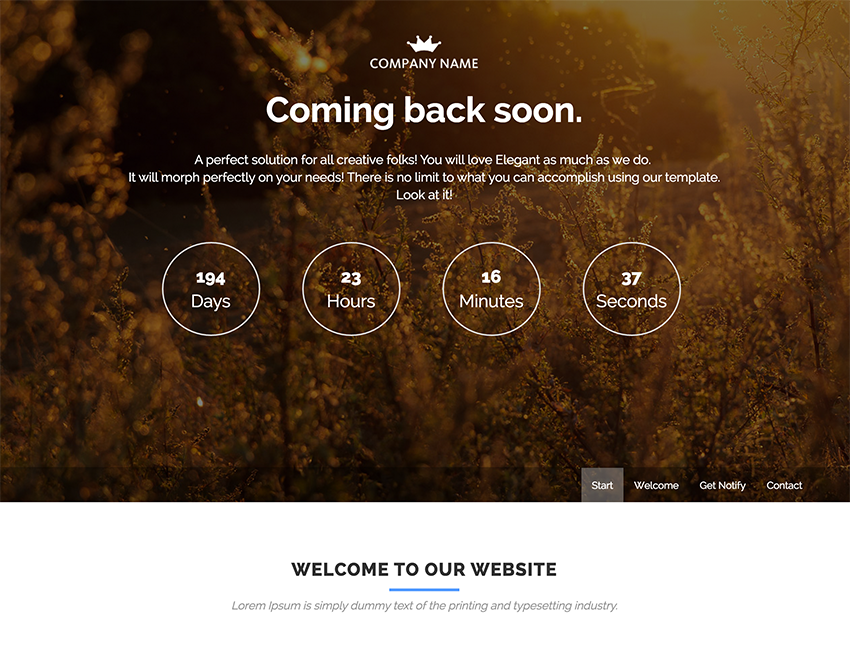 COMPANY NAME
Coming back soon.
A perfect solution for all creative folks! You will love Elegant as much as we do.
It will morph perfectly on your needs! There is no limit to what you can accomplish using our template.
Look at it!
194 23 16 37
Days Hours Minutes Seconds
Start Welcome Get Notify Contact
WELCOME TO OUR WEBSITE
Lorem Ipsum is simply dummy text of the printing and typesetting industry.